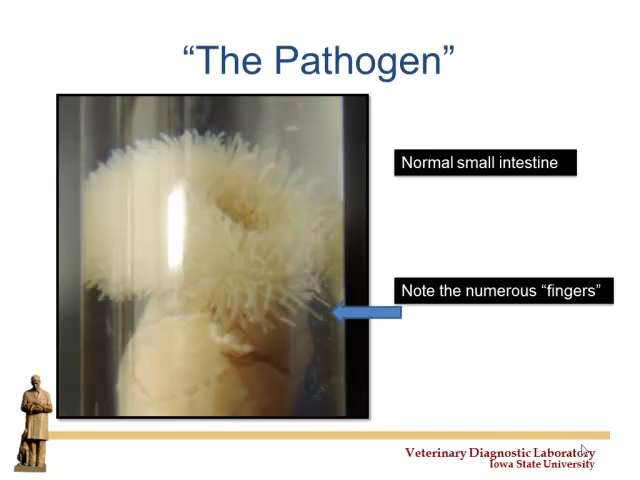 “The Pathogen”
Normal small intestine
Note the numerous “fingers”
Veterinary Diagnostic Laboratory
Iowa State University